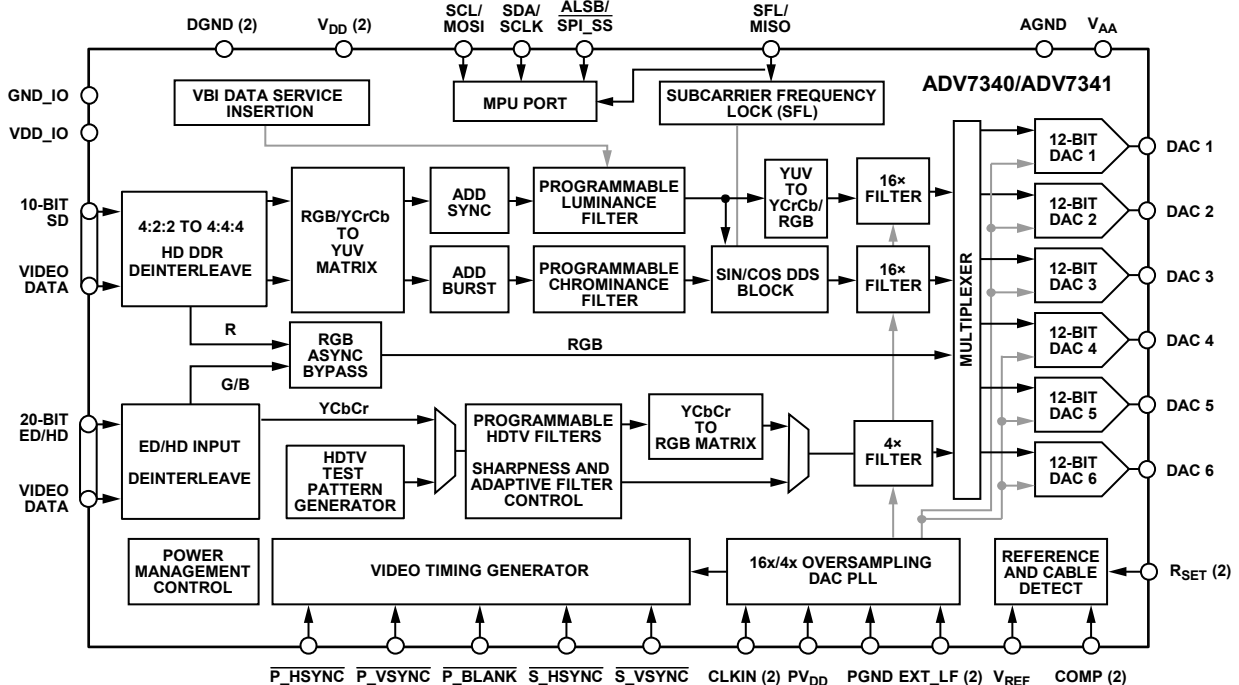 DGND (2)
VDD (2)
SCL/
MOSI
SDA/
SCLK
ALSB/
SPI_SS
SFL/
MISO
AGND
VAA
ADV7340/ADV7341
GND_IO
VDD_IO
VBI DATA SERVICE
INSERTION
MPU PORT
SUBCARRIER FREQUENCY
LOCK (SFL)
10-BIT
SD
VIDEO
DATA
4:2:2 TO 4:4:4
HD DDR
DEINTERLEAVE
RGB/YCrCb
TO
YUV
MATRIX
ADD
SYNC
PROGRAMMABLE
LUMINANCE
FILTER
YUV
TO
YCrCb/
RGB
16×
FILTER
ADD
BURST
PROGRAMMABLE
CHROMINANCE
FILTER
SIN/COS DDS
BLOCK
16×
FILTER
MULTIPLEXER
12-BIT
DAC 1
DAC 1
12-BIT
DAC 2
DAC 2
12-BIT
DAC 3
DAC 3
12-BIT
DAC 4
DAC 4
12-BIT
DAC 5
DAC 5
12-BIT
DAC 6
DAC 6
R
G/B
RGB
ASYNC
BYPASS
RGB
20-BIT
ED/HD
VIDEO
DATA
ED/HD INPUT
DEINTERLEAVE
YCbCr
HDTV
TEST
PATTERN
GENERATOR
PROGRAMMABLE
HDTV FILTERS
SHARPNESS AND
ADAPTIVE FILTER
CONTROL
YCbCr
TO
RGB MATRIX
4×
FILTER
POWER
MANAGEMENT
CONTROL
VIDEO TIMING GENERATOR
16x/4x OVERSAMPLING
DAC PLL
REFERENCE
AND CABLE
DETECT
RSET (2)
P_HSYNC
P_VSYNC
P_BLANK
S_HSYNC
S_VSYNC
CLKIN (2)
PVDD
PGND
EXT_LF (2)
VREF
COMP (2)